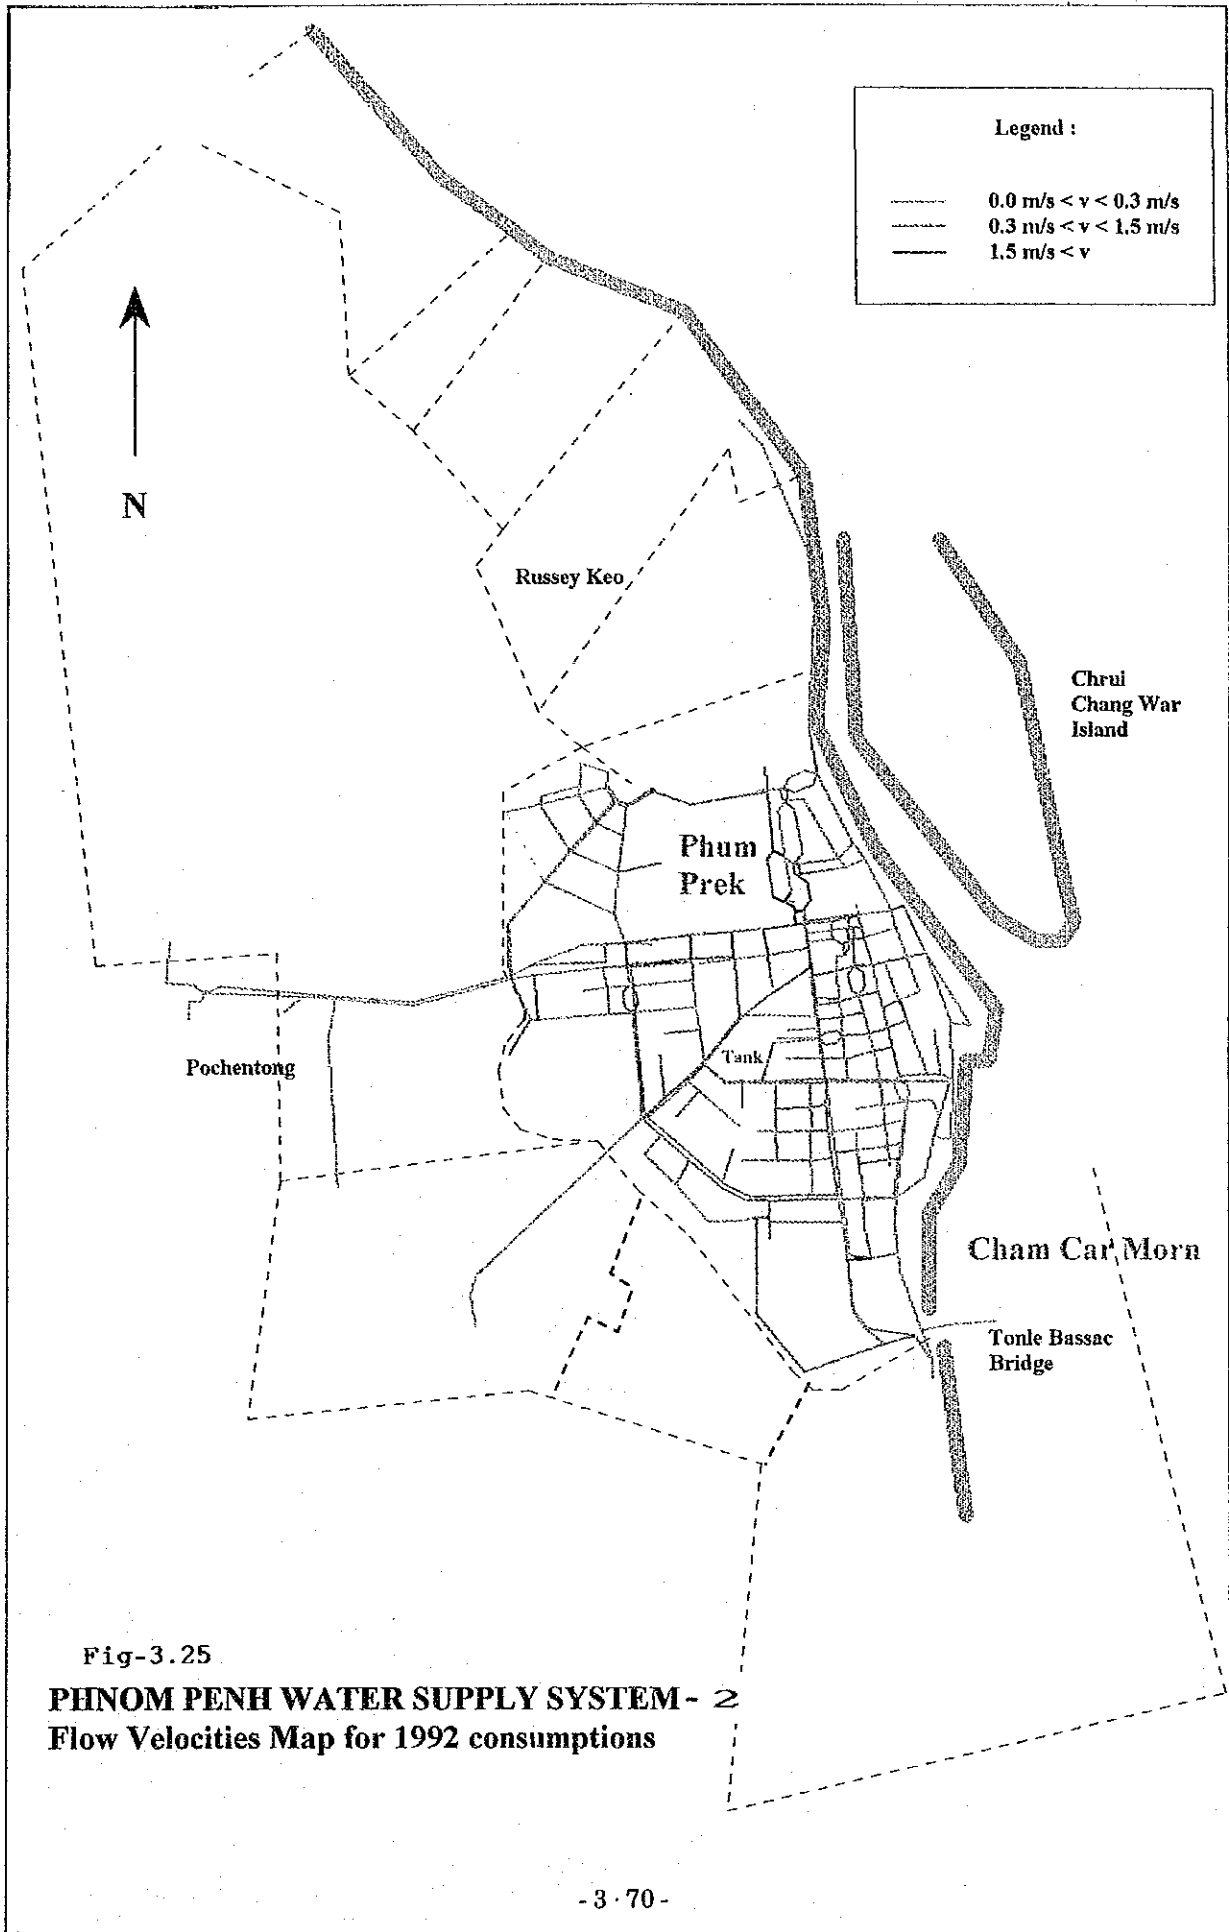 Legend :
0.0 m/s < v < 0.3 m/s
0.3 m/s < v < 1.5 m/s
1.5 m/s < v
N
Russey Keo
Chrui
Chang War
Island
Phum
Prek
Pochentong
Tank
Cham Car Morn
Tonle Bassac
Bridge
Fig-3.25
PHNOM PENH WATER SUPPLY SYSTEM - 2
Flow Velocities Map for 1992 consumptions
- 3 · 70 -